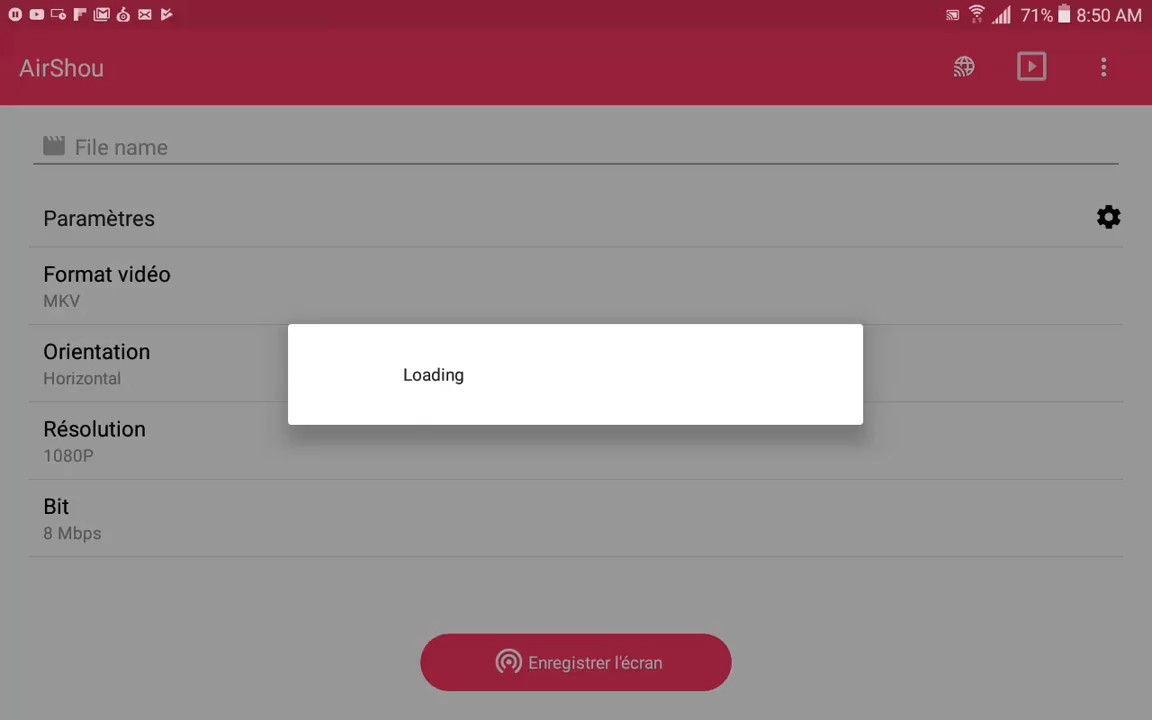 71% 8:50 AM
AirShou
File name
Paramètres
Format vidéo
MKV
Orientation
Horizontal
Loading
Résolution
1080P
Bit
8 Mbps
Enregistrer l'écran